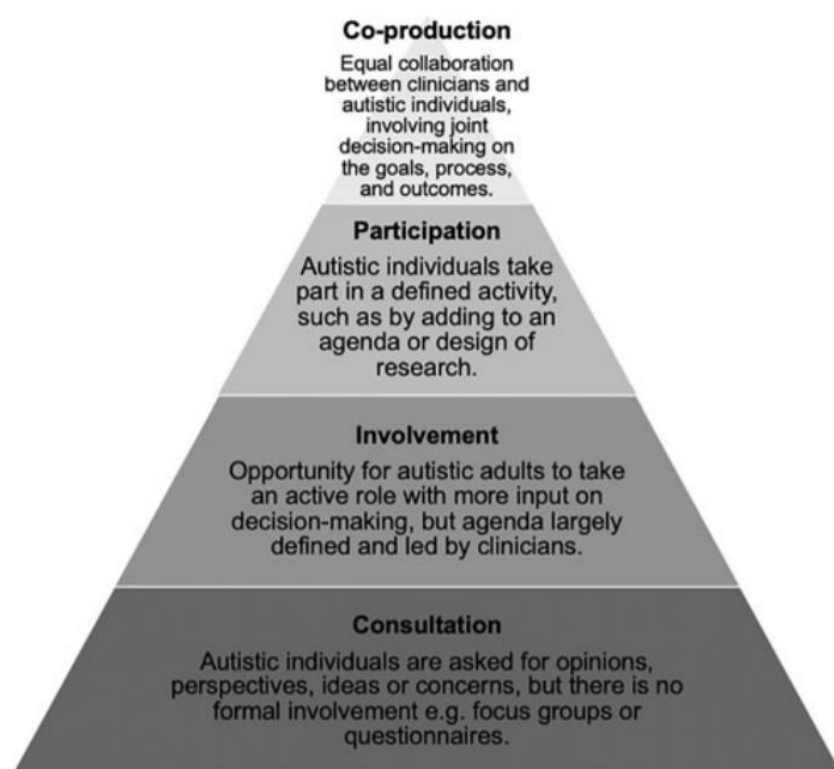 Co-production
Equal collaboration
between clinicians and
autistic individuals,
involving joint
decision-making on
the goals, process,
and outcomes.
Participation
Autistic individuals take
part in a defined activity,
such as by adding to an
agenda or design of
research.
Involvement
Opportunity for autistic adults to take
an active role with more input on
decision-making, but agenda largely
defined and led by clinicians.
Consultation
Autistic individuals are asked for opinions,
perspectives, ideas or concerns, but there is no
formal involvement e.g. focus groups or
questionnaires.